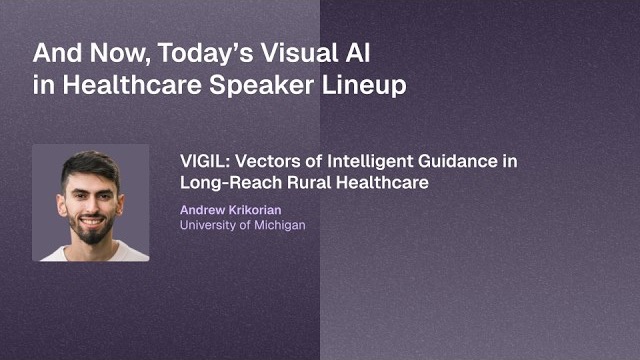 And Now, Today’s Visual AI
in Healthcare Speaker Lineup
VIGIL: Vectors of Intelligent Guidance in
Long-Reach Rural Healthcare
Andrew Krikorian
University of Michigan